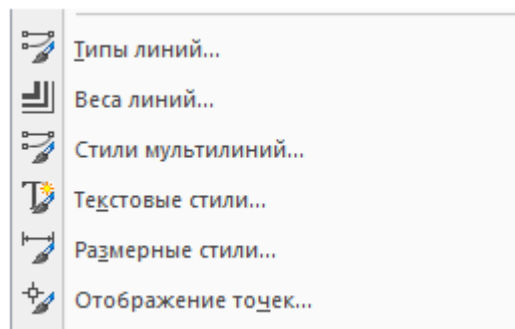 Типы линий...
Веса линий...
Стили мультилиний...
Текстовые стили...
Размерные стили...
Отображение точек...